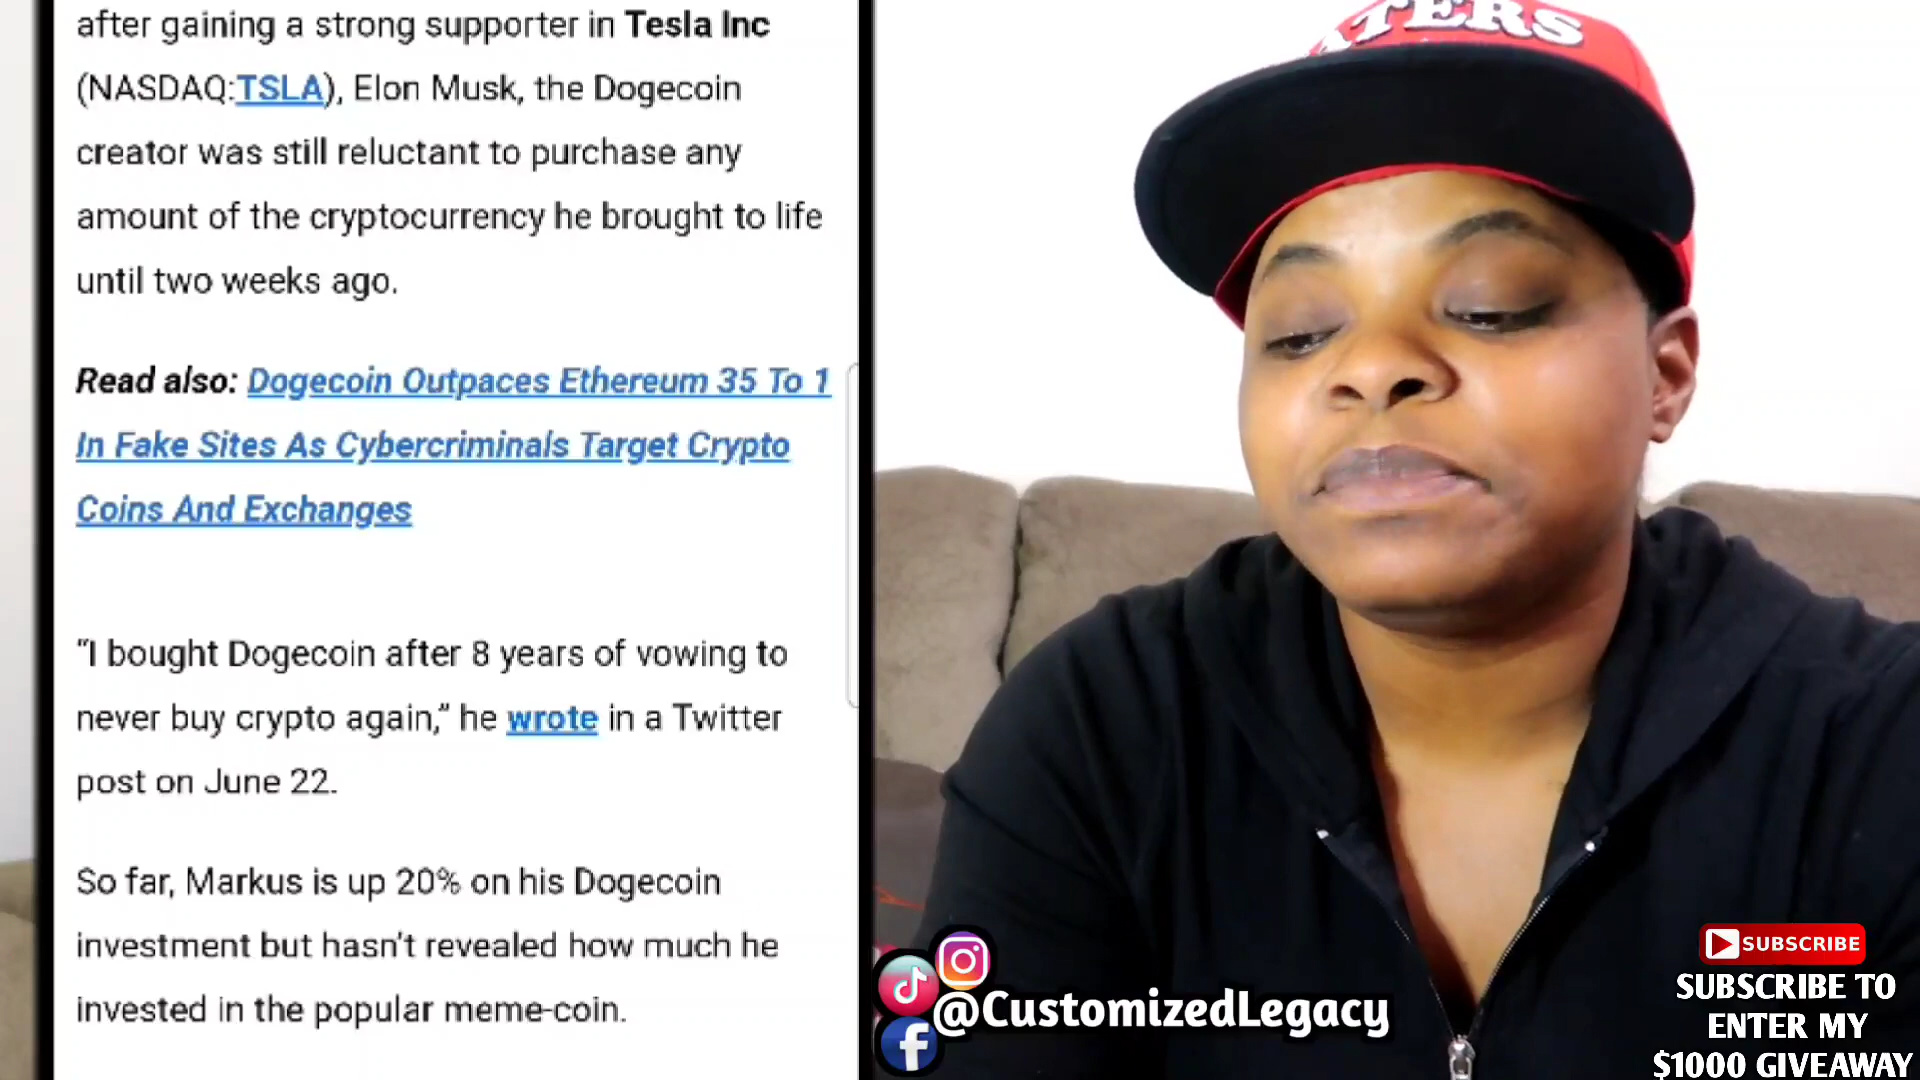 after gaining a strong supporter in Tesla Inc
(NASDAQ:TSLA), Elon Musk, the Dogecoin
creator was still reluctant to purchase any
amount of the cryptocurrency he brought to life
until two weeks ago.
Read also: Dogecoin Outpaces Ethereum 35 To 1
In Fake Sites As Cybercriminals Target Crypto
Coins And Exchanges
“I bought Dogecoin after 8 years of vowing to
never buy crypto again,” he wrote in a Twitter
post on June 22.
So far, Markus is up 20% on his Dogecoin
investment but hasn't revealed how much he
invested in the popular meme-coin.
@CustomizedLegacy
SUBSCRIBE
SUBSCRIBE TO
ENTER MY
$1000 GIVEAWAY